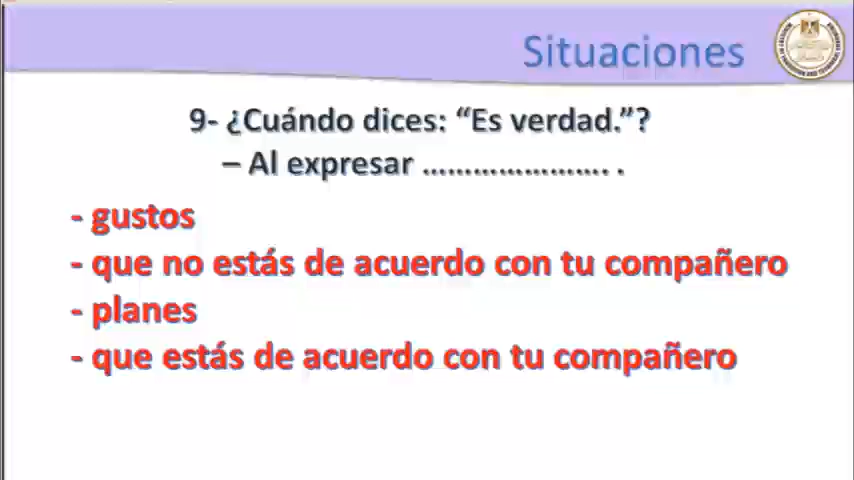 Situaciones
9- ¿Cuándo dices: “Es verdad.”?
– Al expresar ...................... .
- gustos
- que no estás de acuerdo con tu compañero
- planes
- que estás de acuerdo con tu compañero